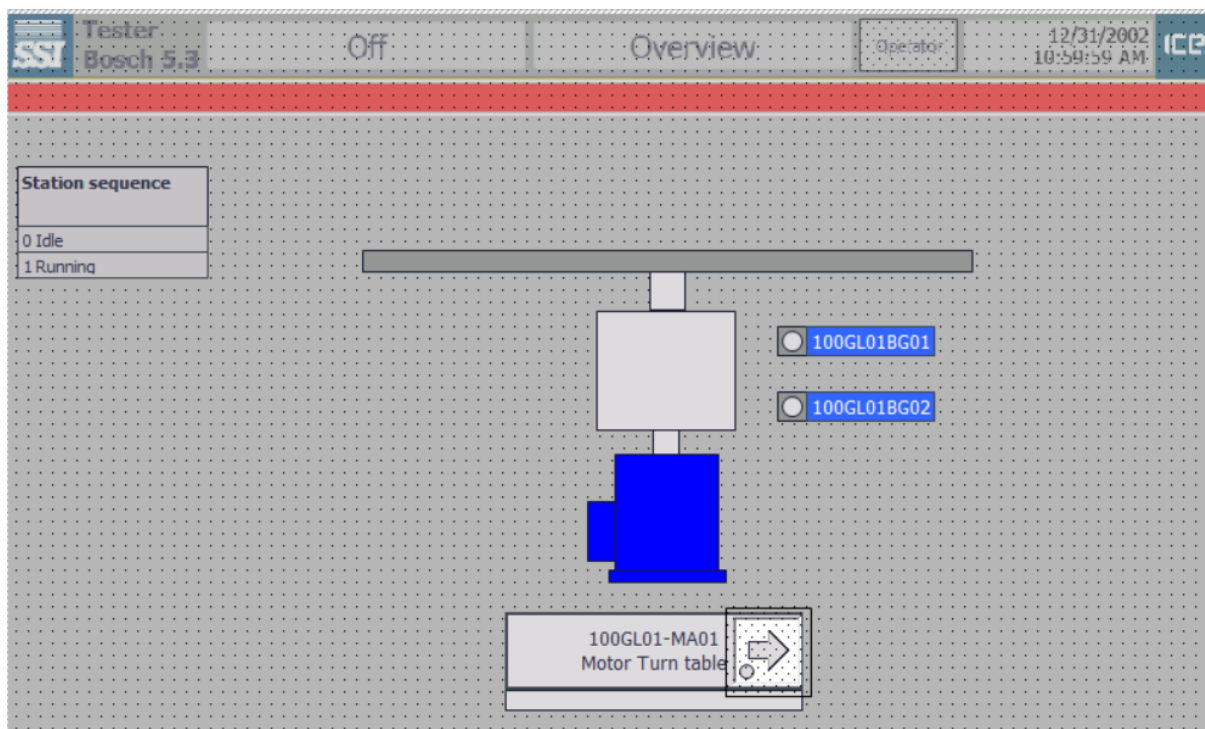 SSI
Tester
Bosch 5.3
Off
Overview
Operator
12/31/2002
10:59:59 AM
ICE
Station sequence
0 Idle
1 Running
100GL01BG01
100GL01BG02
100GL01-MA01
Motor Turn table